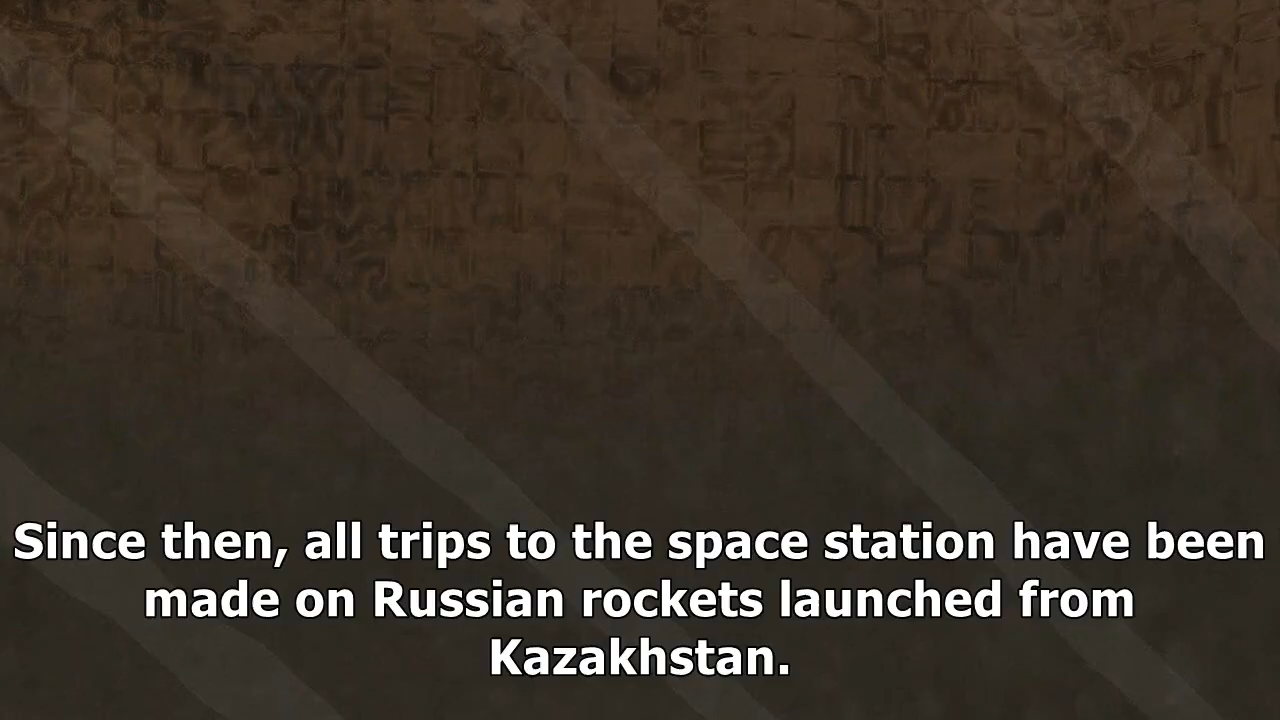 Since then, all trips to the space station have been
made on Russian rockets launched from
Kazakhstan.